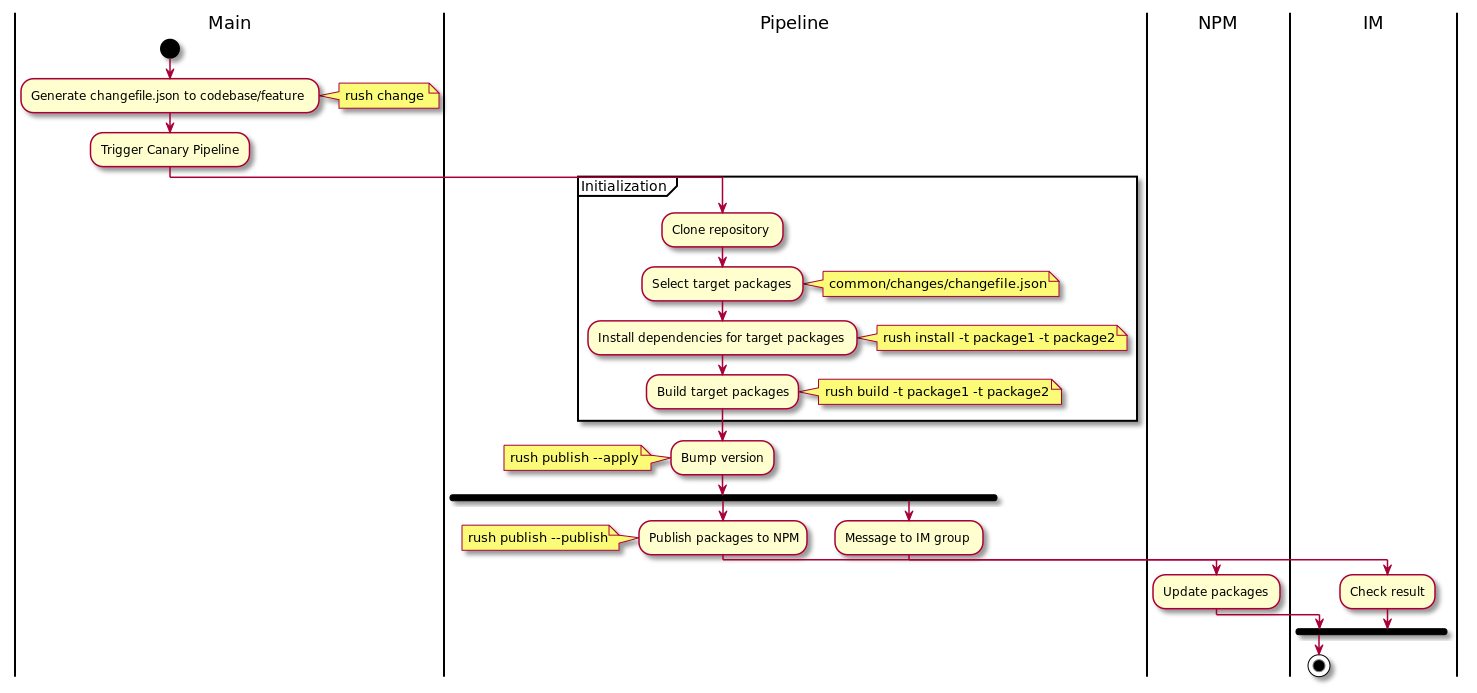 Main
Pipeline
NPM
IM
Generate changefile.json to codebase/feature
rush change
Trigger Canary Pipeline
Initialization
Clone repository
Select target packages
common/changes/changefile.json
Install dependencies for target packages
rush install -t package1 -t package2
Build target packages
rush build -t package1 -t package2
rush publish --apply
Bump version
rush publish --publish
Publish packages to NPM
Message to IM group
Update packages
Check result